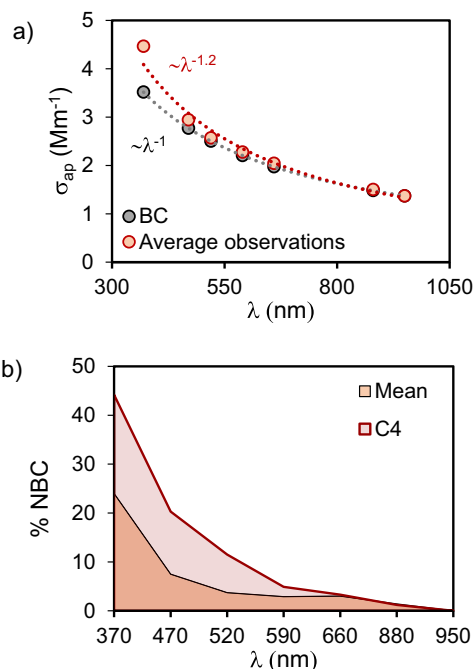 a)
σap (Mm-1)
5
4
3
2
1
0
~λ-1.2
~λ-1
BC
Average observations
300
550
800
1050
λ (nm)
b)
% NBC
50
40
30
20
10
0
Mean
C4
370
470
520
590
660
880
950
λ (nm)